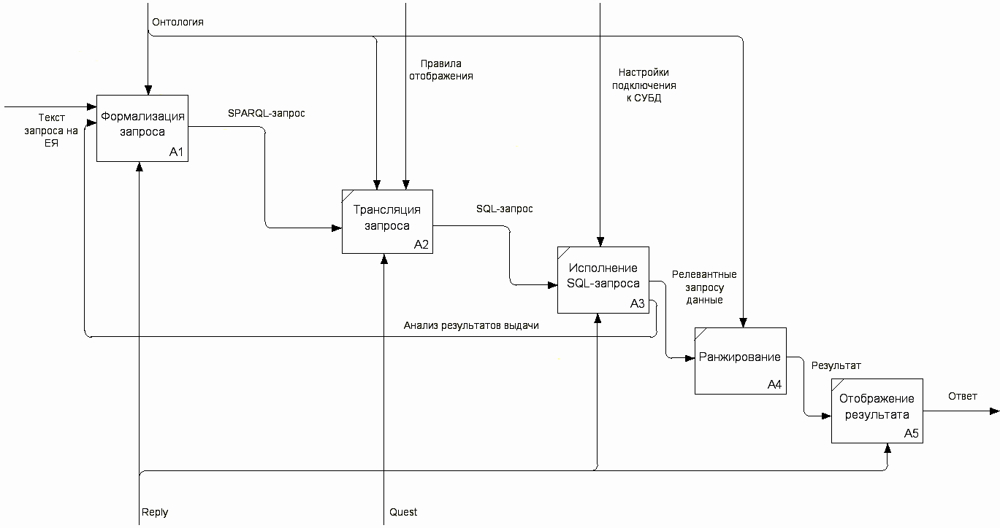 Онтология
Правила
отображения
Настройки
подключения
к СУБД
Текст
запроса на
ЕЯ
Формализация
запроса
A1
SPARQL-запрос
Трансляция
запроса
A2
SQL-запрос
Исполнение
SQL-запроса
A3
Релевантные
запросу
данные
Анализ результатов выдачи
Ранжирование
A4
Результат
Отображение
результата
A5
Ответ
Reply
Quest